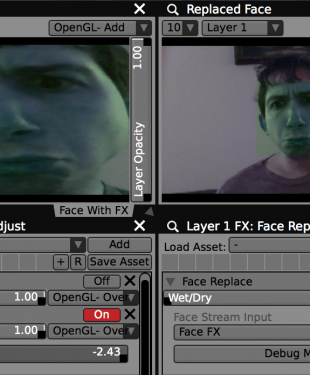 Replaced Face
OpenGL- Add
10
Layer 1
1.00
Layer Opacity
Face With FX
djust
Layer 1 FX: Face Rep
Add
Load Asset: -
+ R Save Asset
Off
Face Replace
1.00 OpenGL- Ove
Wet/Dry
On
Face Stream Input
1.00 OpenGL- Ove
Face FX
-2.43
Debug M